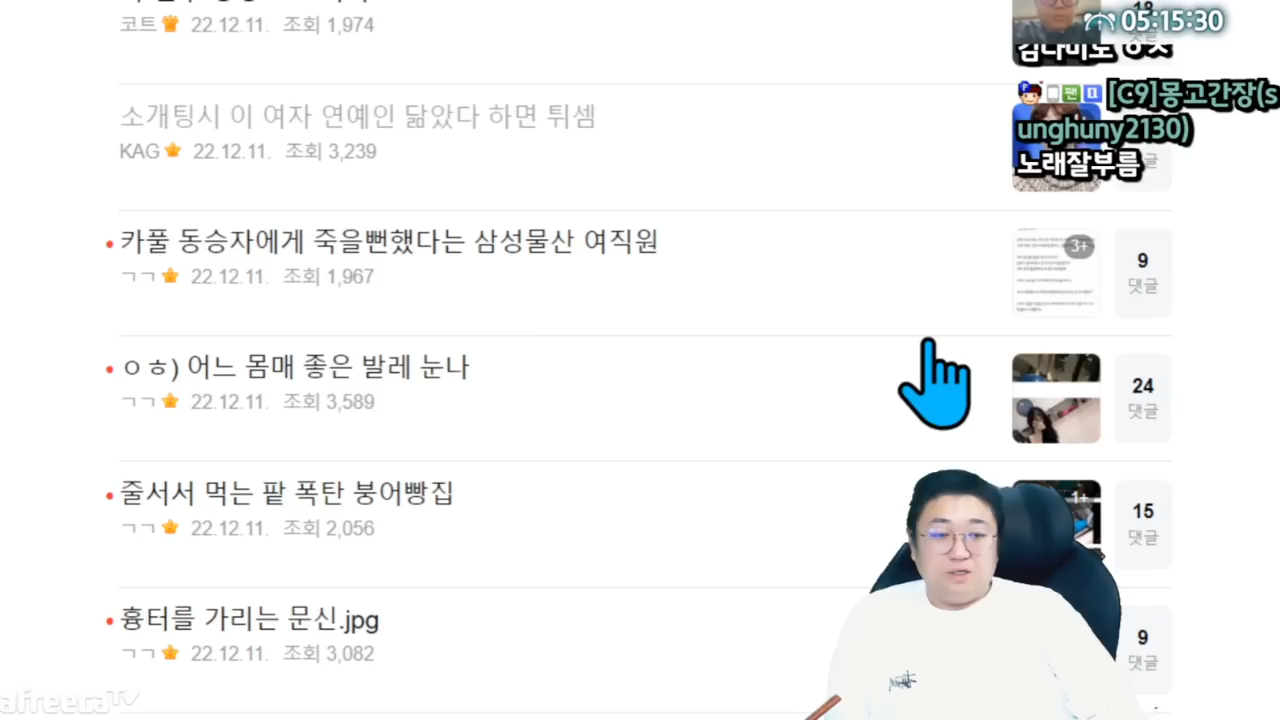 코트 22.12.11. 조회 1,974
05:15:30
소개팅시 이 여자 연예인 닮았다 하면 튀셈
KAG 22.12.11. 조회 3,239
[C9]몽고간장(s
unghuny2130)
노래잘부름
카풀 동승자에게 죽을뻔했다는 삼성물산 여직원
ㄱㄱ 22.12.11. 조회 1,967
3+
9
댓글
ㅇㅎ) 어느 몸매 좋은 발레 눈나
ㄱㄱ 22.12.11. 조회 3,589
24
댓글
줄서서 먹는 팥 폭탄 붕어빵집
ㄱㄱ 22.12.11. 조회 2,056
1+
15
댓글
흉터를 가리는 문신.jpg
ㄱㄱ 22.12.11. 조회 3,082
9
댓글
afreecaTV